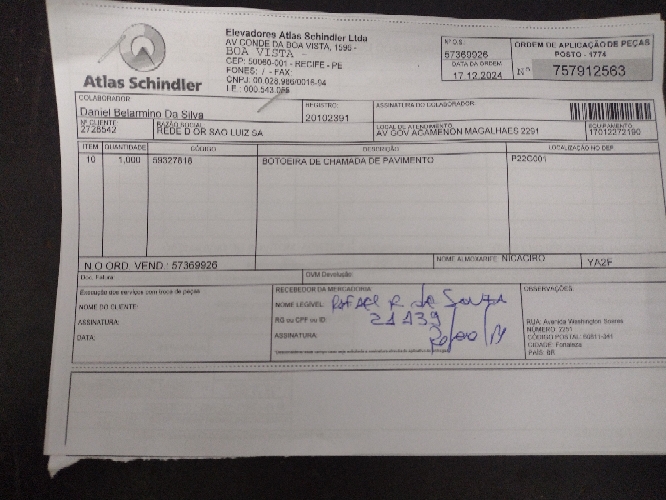 Atlas Schindler
Elevadores Atlas Schindler Ltda
AV CONDE DA BOA VISTA, 1596 -
BOA VISTA -
CEP: 50060-001 - RECIFE - PE
FONES: / - FAX:
CNPJ: 00.028.986/0016-94
I.E.: 000.543.055
Nº O.S.
57369926
DATA DA ORDEM
17.12.2024
ORDEM DE APLICAÇÃO DE PEÇAS
POSTO - 1774
Nº 757912563
COLABORADOR
Daniel Belarmino Da Silva
REGISTRO:
20102391
ASSINATURA DO COLABORADOR
Nº CLIENTE
2728542
RAZÃO SOCIAL
REDE D OR SAO LUIZ SA
LOCAL DE ATENDIMENTO:
AV GOV AGAMENON MAGALHAES 2291
EQUIPAMENTO:
17012272190
ITEM QUANTIDADE CÓDIGO DESCRIÇÃO LOCALIZAÇÃO NO DEP.
10 1,000 59327818 BOTOEIRA DE CHAMADA DE PAVIMENTO P22G001
N.O ORD. VEND.: 57369926
NOME ALMOXARIFE: NICACIRO
YA2F
Doc. Fatura:
OVM Devolução:
Execução dos serviços com troca de peças
NOME DO CLIENTE:
ASSINATURA:
DATA:
RECEBEDOR DA MERCADORIA:
NOME LEGÍVEL: Rafael R de Souza
RG ou CPF ou ID: 21439
ASSINATURA:
OBSERVAÇÕES:
RUA: Avenida Washington Soares
NÚMERO: 2251
CÓDIGO POSTAL: 60811-341
CIDADE: Fortaleza
PAÍS: BR